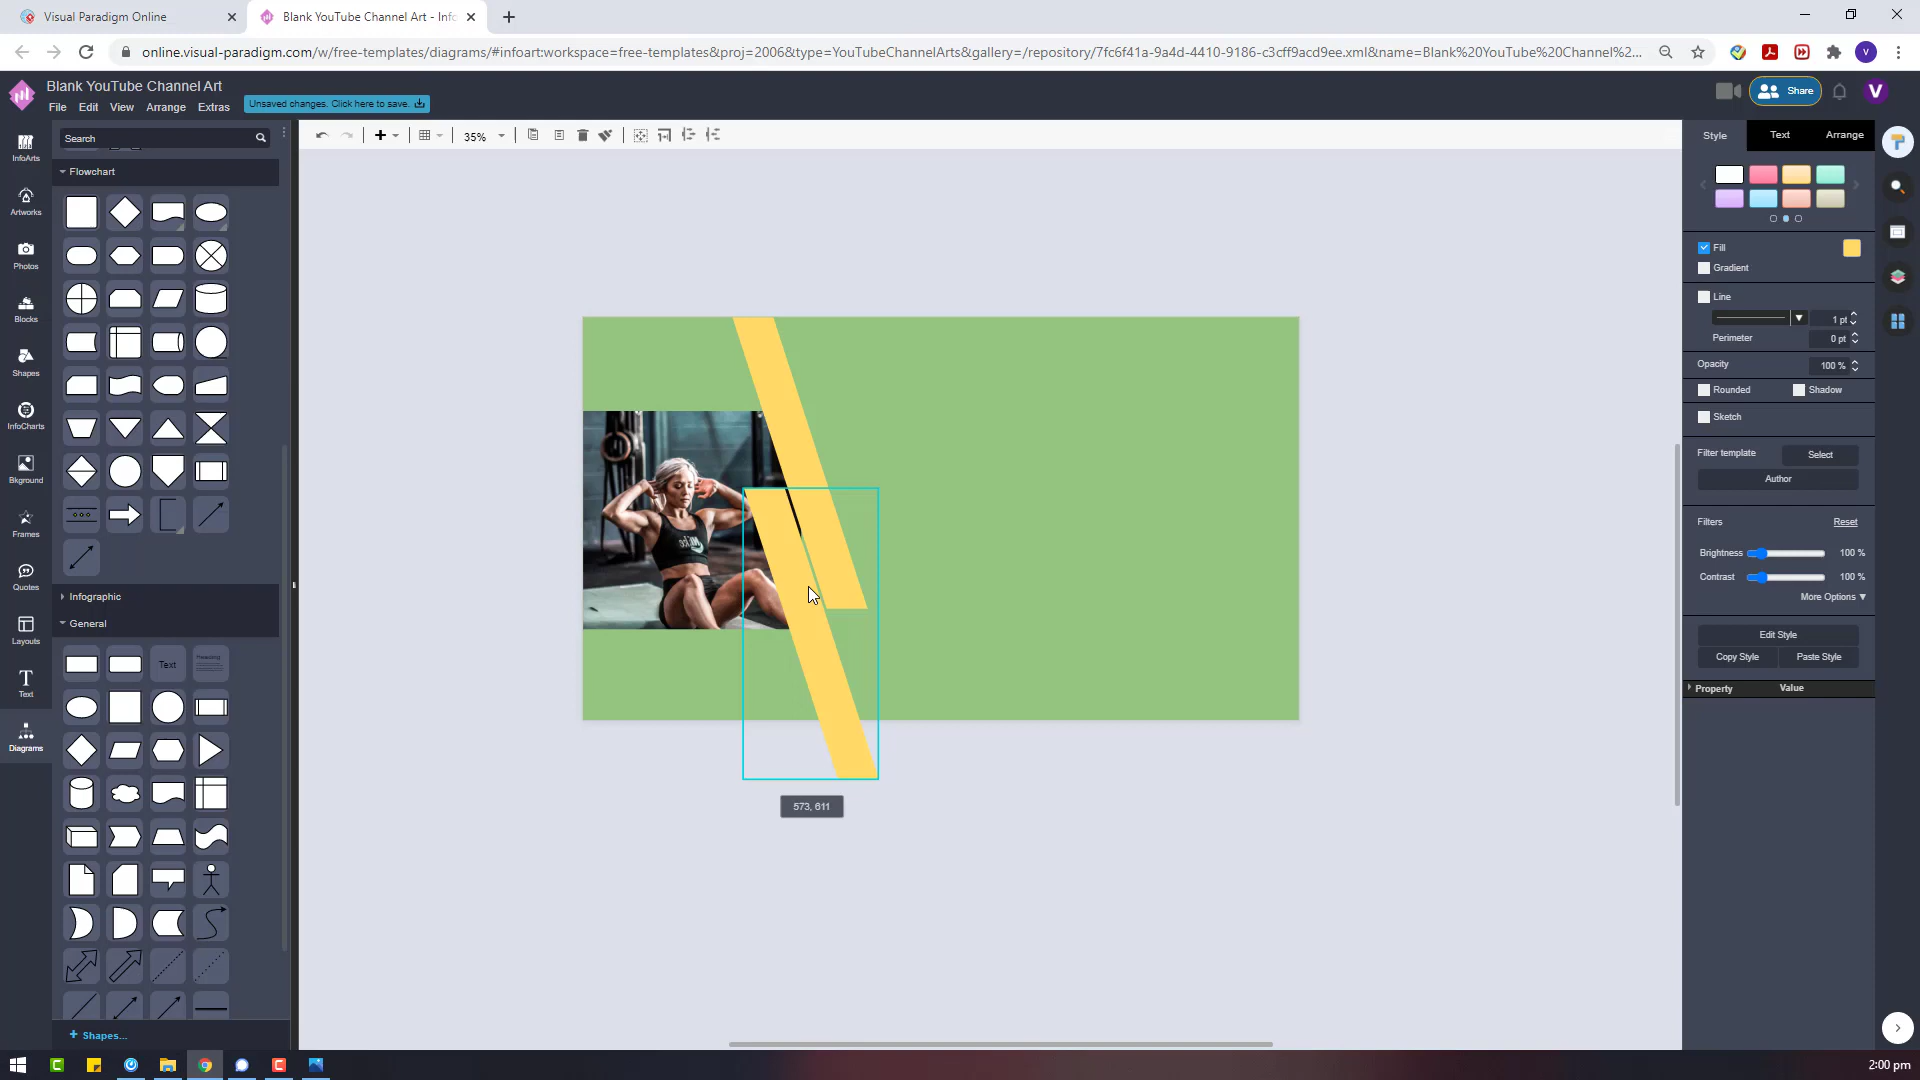 Visual Paradigm Online
Blank YouTube Channel Art - Info
online.visual-paradigm.com/w/free-templates/diagrams/#infoart:workspace=free-templates&proj=2006&type=YouTubeChannelArts&gallery=/repository/7fc6f41a-9a4d-4410-9186-c3cff9acd9ee.xml&name=Blank%20YouTube%20Channel%2...
V
Blank YouTube Channel Art
File Edit View Arrange Extras
Unsaved changes. Click here to save.
Share
V
InfoArts
Artworks
Photos
Blocks
Shapes
InfoCharts
Bkground
Frames
Quotes
Layouts
Text
Diagrams
Search
Flowchart
Infographic
General
Text
Heading
+ Shapes...
35%
573, 611
Style Text Arrange
Fill
Gradient
Line
1 pt
Perimeter 0 pt
Opacity 100 %
Rounded Shadow
Sketch
Filter template Select
Author
Filters Reset
Brightness 100 %
Contrast 100 %
More Options ▼
Edit Style
Copy Style Paste Style
Property Value
2:00 pm